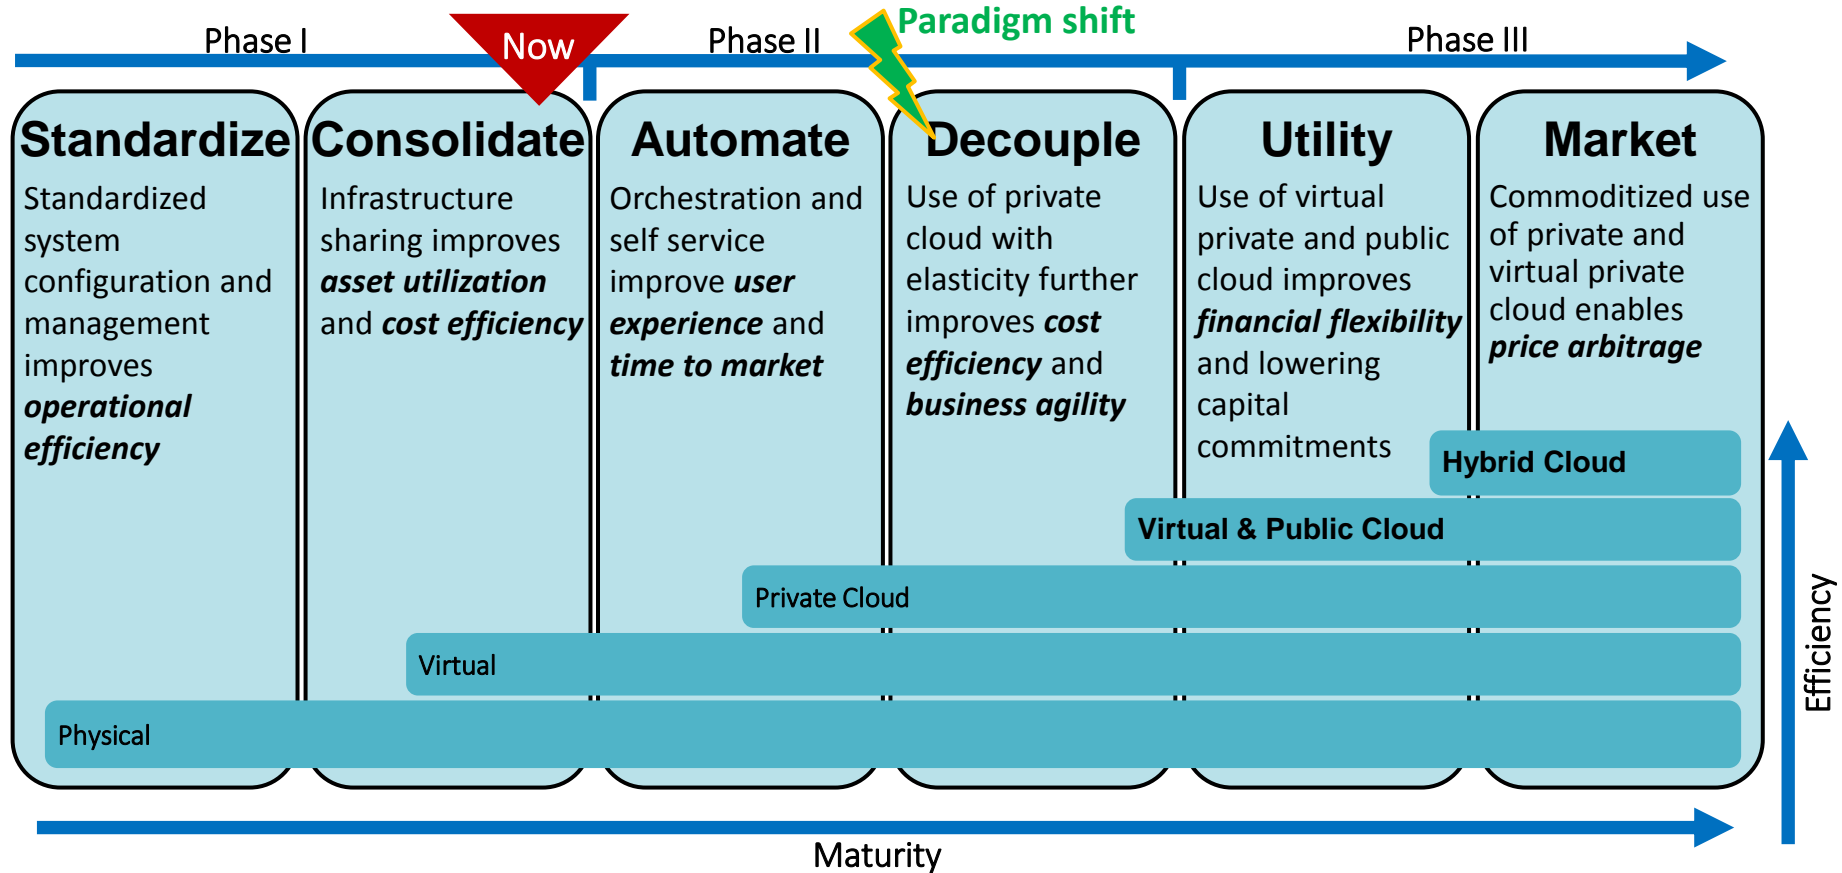 Phase I
Now
Phase II
Paradigm shift
Phase III
Standardize
Standardized
system
configuration and
management
improves
operational
efficiency
Consolidate
Infrastructure
sharing improves
asset utilization
and cost efficiency
Automate
Orchestration and
self service
improve user
experience and
time to market
Decouple
Use of private
cloud with
elasticity further
improves cost
efficiency and
business agility
Utility
Use of virtual
private and public
cloud improves
financial flexibility
and lowering
capital
commitments
Market
Commoditized use
of private and
virtual private
cloud enables
price arbitrage
Hybrid Cloud
Virtual & Public Cloud
Private Cloud
Virtual
Physical
Efficiency
Maturity